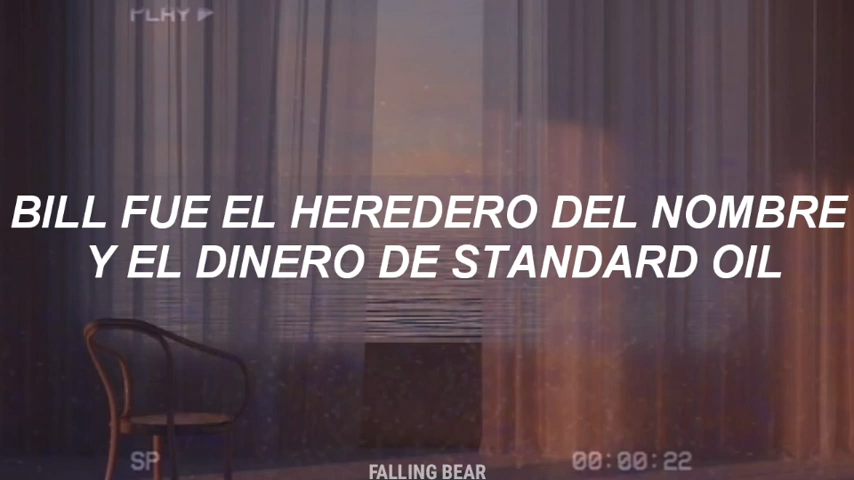 PLAY
BILL FUE EL HEREDERO DEL NOMBRE
Y EL DINERO DE STANDARD OIL
SP
00:00:22
FALLING BEAR